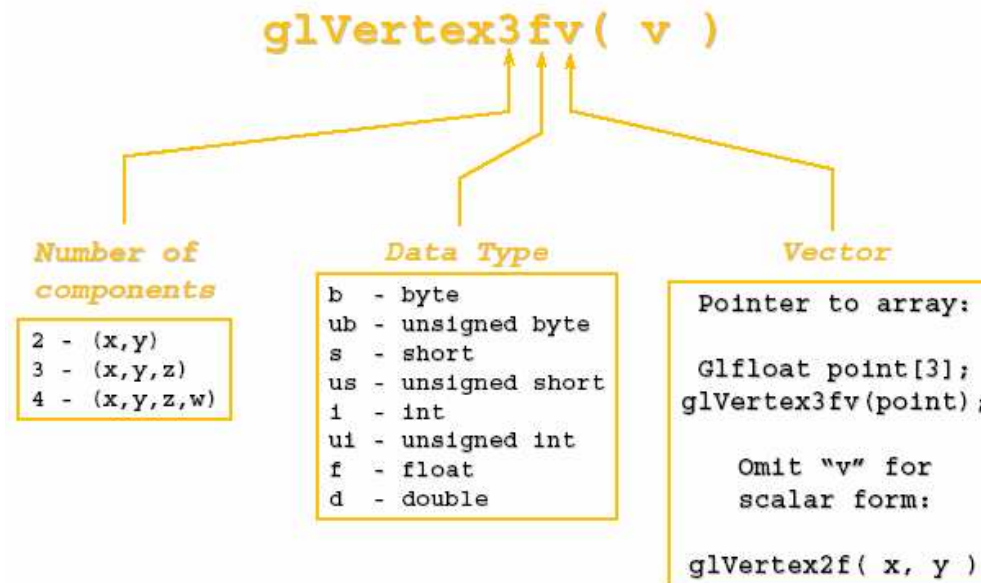 glVertex3fv( v )
Number of
components
2 - (x,y)
3 - (x,y,z)
4 - (x,y,z,w)
Data Type
b - byte
ub - unsigned byte
s - short
us - unsigned short
i - int
ui - unsigned int
f - float
d - double
Vector
Pointer to array:
Glfloat point[3];
glVertex3fv(point);
Omit “v” for
scalar form:
glVertex2f( x, y )